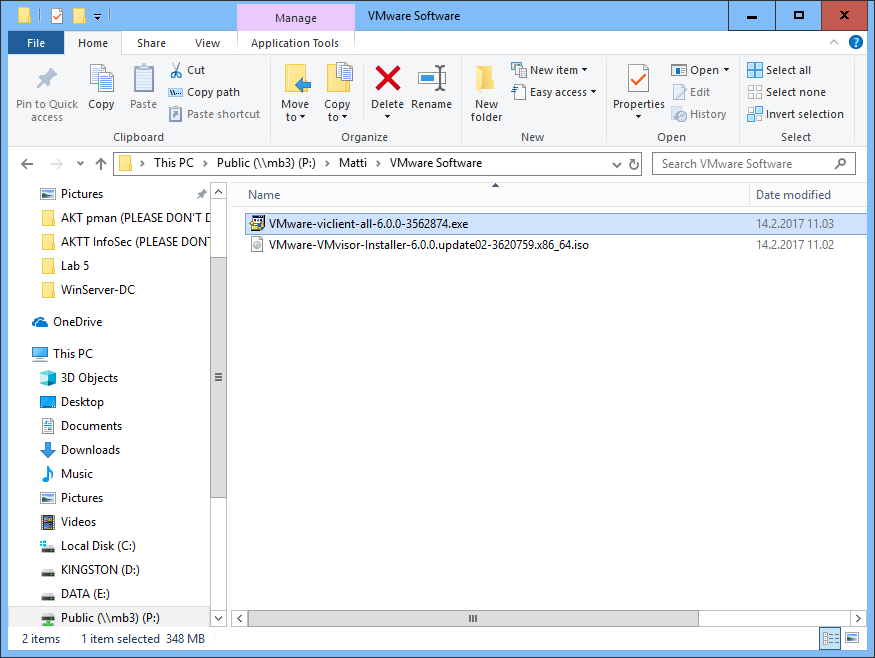 Manage
VMware Software
File
Home
Share
View
Application Tools
Pin to Quick access
Copy
Paste
Cut
Copy path
Paste shortcut
Clipboard
Move to
Copy to
Delete
Rename
Organize
New folder
New item
Easy access
New
Properties
Open
Edit
History
Open
Select all
Select none
Invert selection
Select
This PC
Public (\\mb3) (P:)
Matti
VMware Software
Search VMware Software
Pictures
AKT pman (PLEASE DON'T D
AKTT InfoSec (PLEASE DON'T
Lab 5
WinServer-DC
OneDrive
This PC
3D Objects
Desktop
Documents
Downloads
Music
Pictures
Videos
Local Disk (C:)
KINGSTON (D:)
DATA (E:)
Public (\\mb3) (P:)
Name
Date modified
VMware-viclient-all-6.0.0-3562874.exe
14.2.2017 11.03
VMware-VMvisor-Installer-6.0.0.update02-3620759.x86_64.iso
14.2.2017 11.02
2 items
1 item selected 348 MB